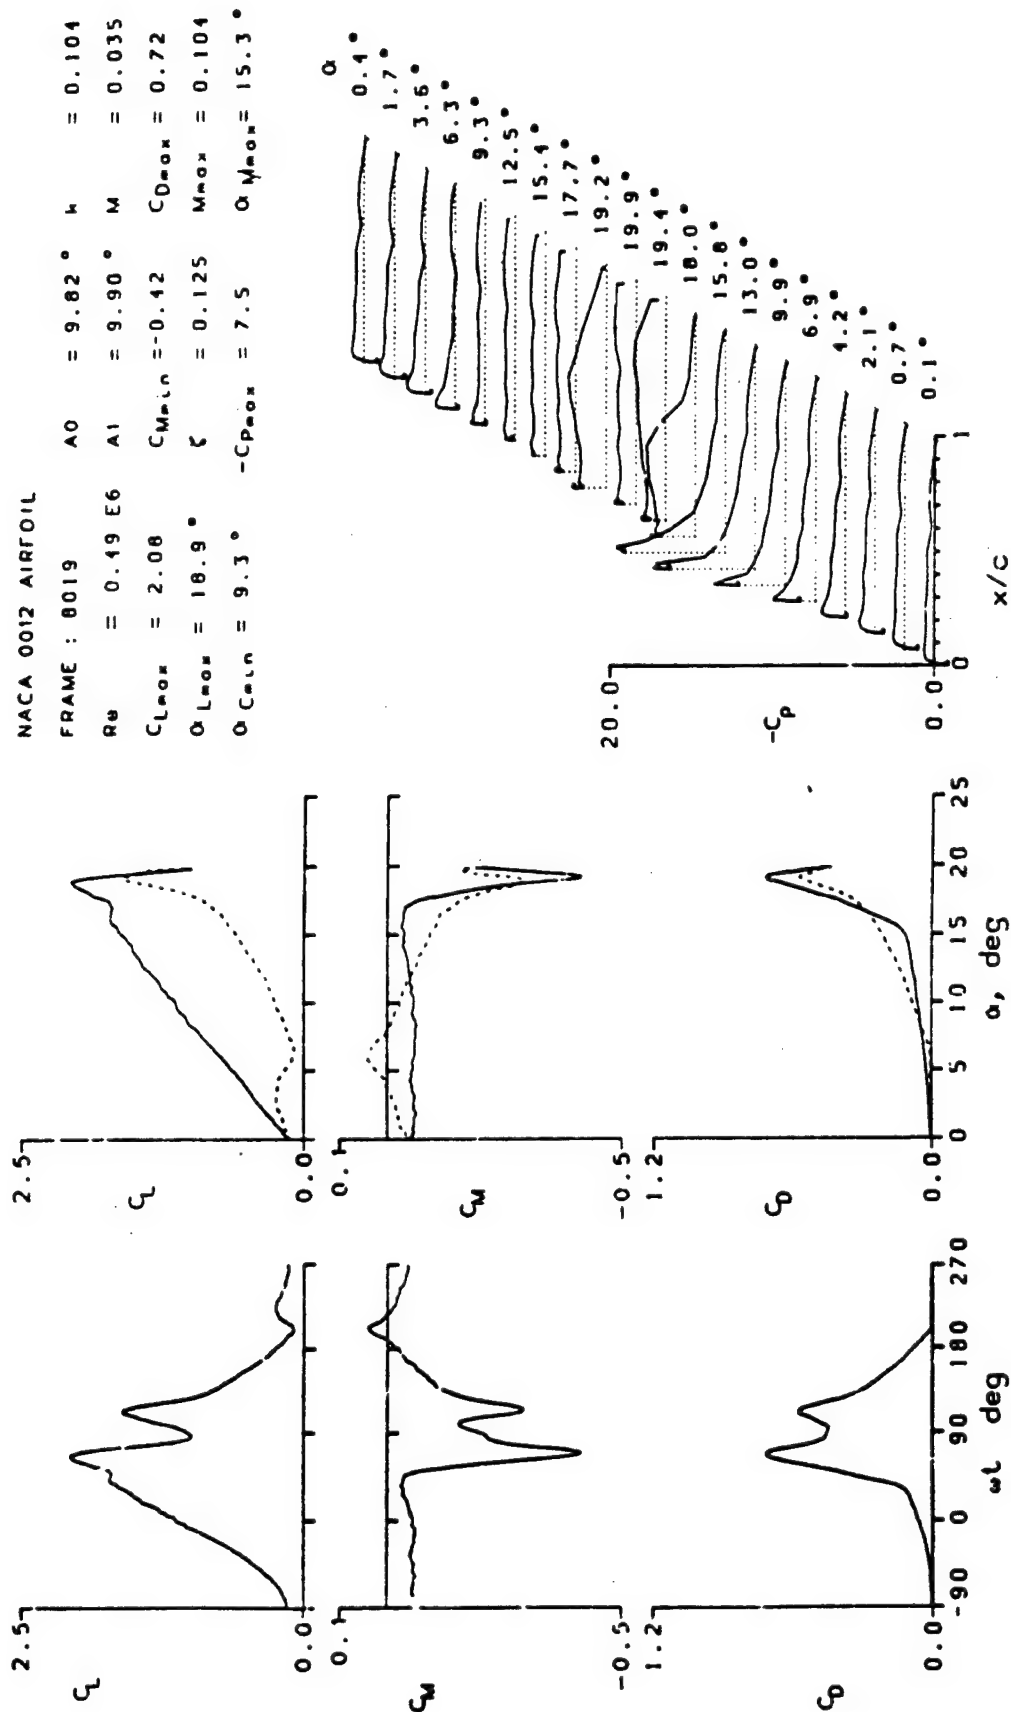 NACA 0012 AIRFOIL
FRAME : 8019 A0 = 9.82 ° k = 0.104
Re = 0.49 E6 A1 = 9.90 ° M = 0.035
CLmax = 2.08 CMmin =-0.42 CDmax = 0.72
αLmax = 18.9 ° ζ = 0.125 Mmax = 0.104
αCmin = 9.3 ° -CPmax = 7.5 αMmax= 15.3 °
2.5
CL
0.0
0.1
CM
-0.5
1.2
CD
0.0
-90 0 90 180 270
ωt deg
2.5
CL
0.0
0.1
CM
-0.5
1.2
CD
0.0
0 5 10 15 20 25
α, deg
α
0.4 °
1.7 °
3.6 °
6.3 °
9.3 °
12.5 °
15.4 °
17.7 °
19.2 °
19.9 °
19.4 °
18.0 °
15.8 °
13.0 °
9.9 °
6.9 °
4.2 °
2.1 °
0.7 °
0.1 °
20.0
-CP
0.0
0 1
x/c